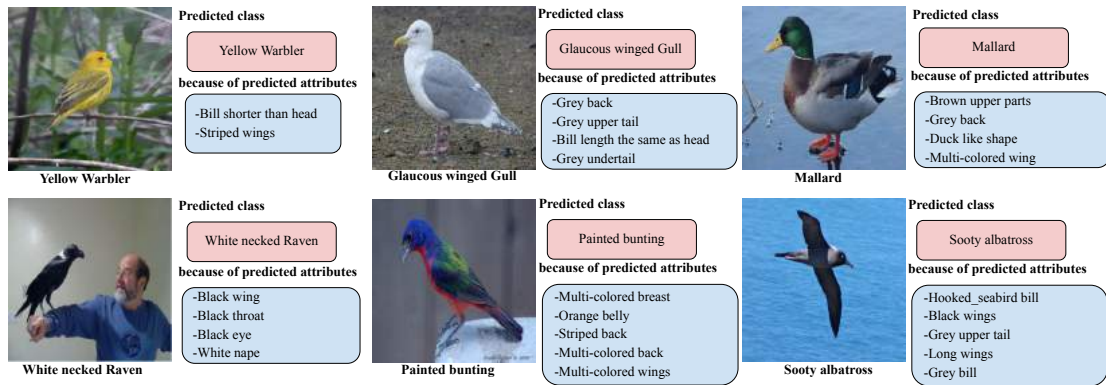 Predicted class
Yellow Warbler
because of predicted attributes
-Bill shorter than head
-Striped wings
Yellow Warbler
Predicted class
Glaucous winged Gull
because of predicted attributes
-Grey back
-Grey upper tail
-Bill length the same as head
-Grey undertail
Glaucous winged Gull
Predicted class
Mallard
because of predicted attributes
-Brown upper parts
-Grey back
-Duck like shape
-Multi-colored wing
Mallard
Predicted class
White necked Raven
because of predicted attributes
-Black wing
-Black throat
-Black eye
-White nape
White necked Raven
Predicted class
Painted bunting
because of predicted attributes
-Multi-colored breast
-Orange belly
-Striped back
-Multi-colored back
-Multi-colored wings
Painted bunting
Predicted class
Sooty albatross
because of predicted attributes
-Hooked_seabird bill
-Black wings
-Grey upper tail
-Long wings
-Grey bill
Sooty albatross